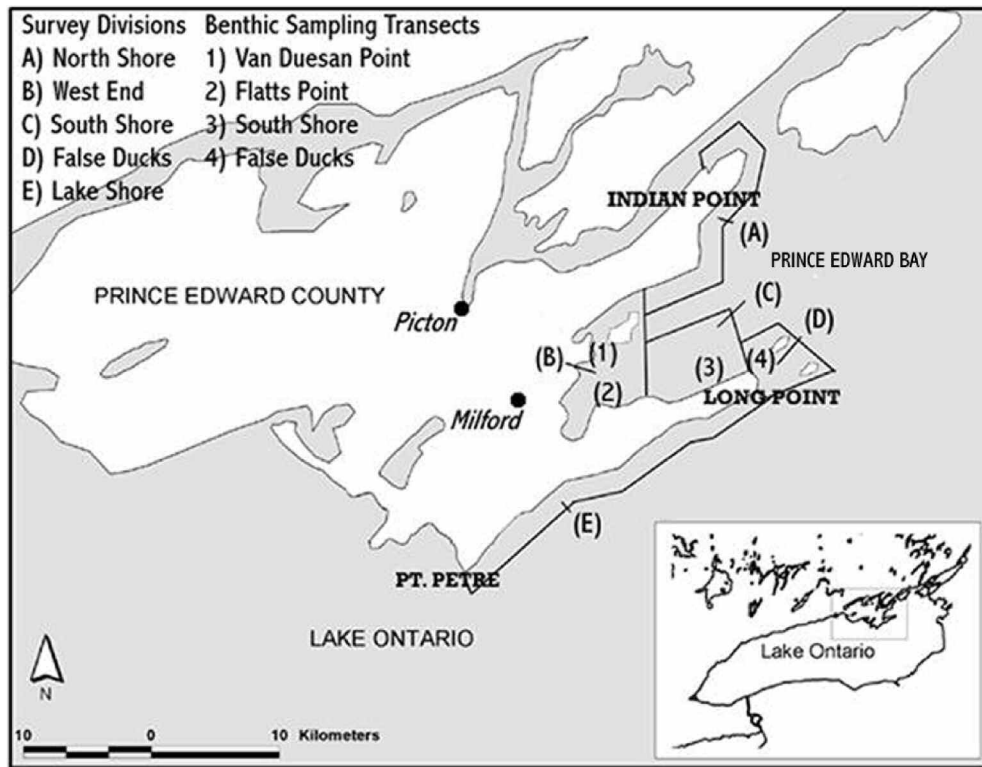 Survey Divisions Benthic Sampling Transects
A) North Shore 1) Van Duesan Point
B) West End 2) Flatts Point
C) South Shore 3) South Shore
D) False Ducks 4) False Ducks
E) Lake Shore
INDIAN POINT
(A)
PRINCE EDWARD BAY
PRINCE EDWARD COUNTY
Picton
(C)
(D)
(B)
(1)
(2)
(3)
(4)
LONG POINT
Milford
(E)
PT. PETRE
LAKE ONTARIO
Lake Ontario
N
10 0 10 Kilometers